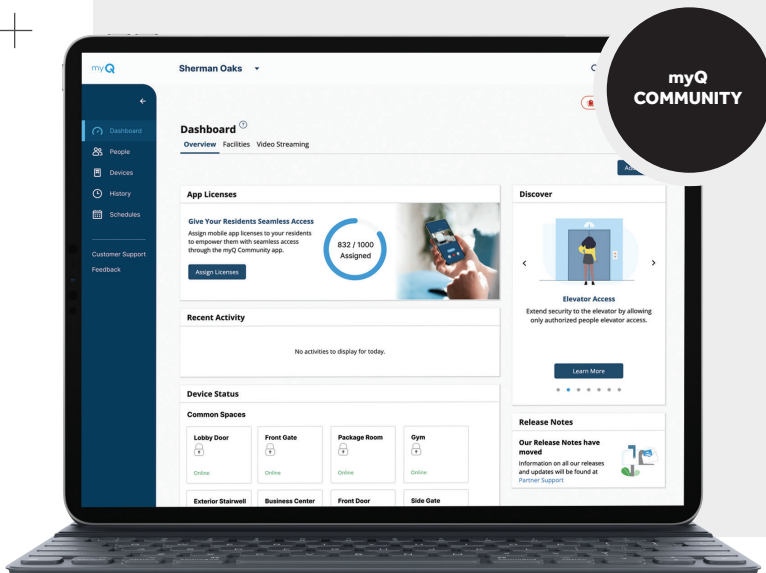 myQ
COMMUNITY
myQ
Sherman Oaks
Dashboard
People
Devices
History
Schedules
Customer Support
Feedback
Dashboard
Overview Facilities Video Streaming
App Licenses
Give Your Residents Seamless Access
Assign mobile app licenses to your residents
to empower them with seamless access
through the myQ Community app.
Assign Licenses
832 / 1000
Assigned
Recent Activity
No activities to display for today.
Device Status
Common Spaces
Lobby Door
Online
Front Gate
Online
Package Room
Online
Gym
Online
Exterior Stairwell
Business Center
Front Door
Side Gate
Discover
Elevator Access
Extend security to the elevator by allowing
only authorized people elevator access.
Learn More
Release Notes
Our Release Notes have
moved
Information on all our releases
and updates will be found at
Partner Support